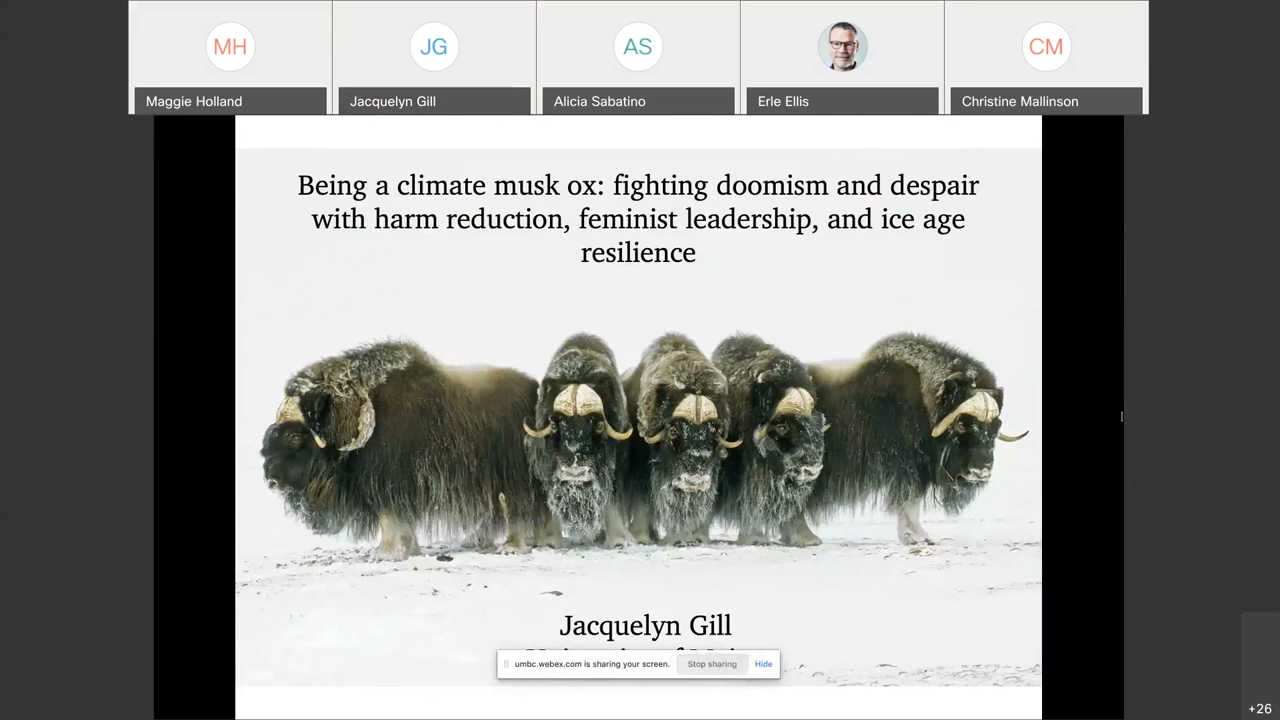 MH
JG
AS
CM
Maggie Holland
Jacquelyn Gill
Alicia Sabatino
Erle Ellis
Christine Mallinson
Being a climate musk ox: fighting doomism and despair
with harm reduction, feminist leadership, and ice age
resilience
Jacquelyn Gill
umbc.webex.com is sharing your screen. Stop sharing Hide
+26